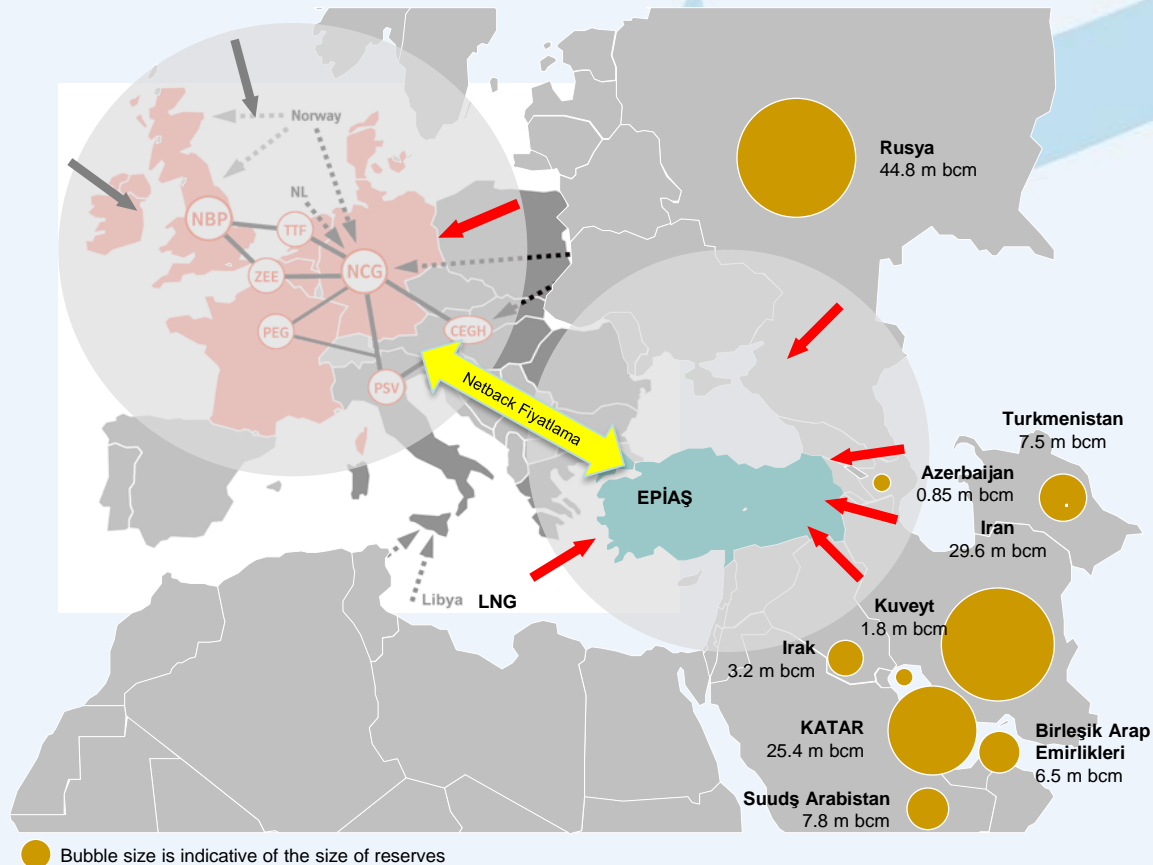 Norway
NL
NBP
TTF
ZEE
NCG
PEG
CEGH
PSV
Netback Fiyatlama
EPİAŞ
Libya
LNG
Rusya
44.8 m bcm
Turkmenistan
7.5 m bcm
Azerbaijan
0.85 m bcm
Iran
29.6 m bcm
Kuveyt
1.8 m bcm
Irak
3.2 m bcm
KATAR
25.4 m bcm
Birleşik Arap
Emirlikleri
6.5 m bcm
Suudş Arabistan
7.8 m bcm
Bubble size is indicative of the size of reserves